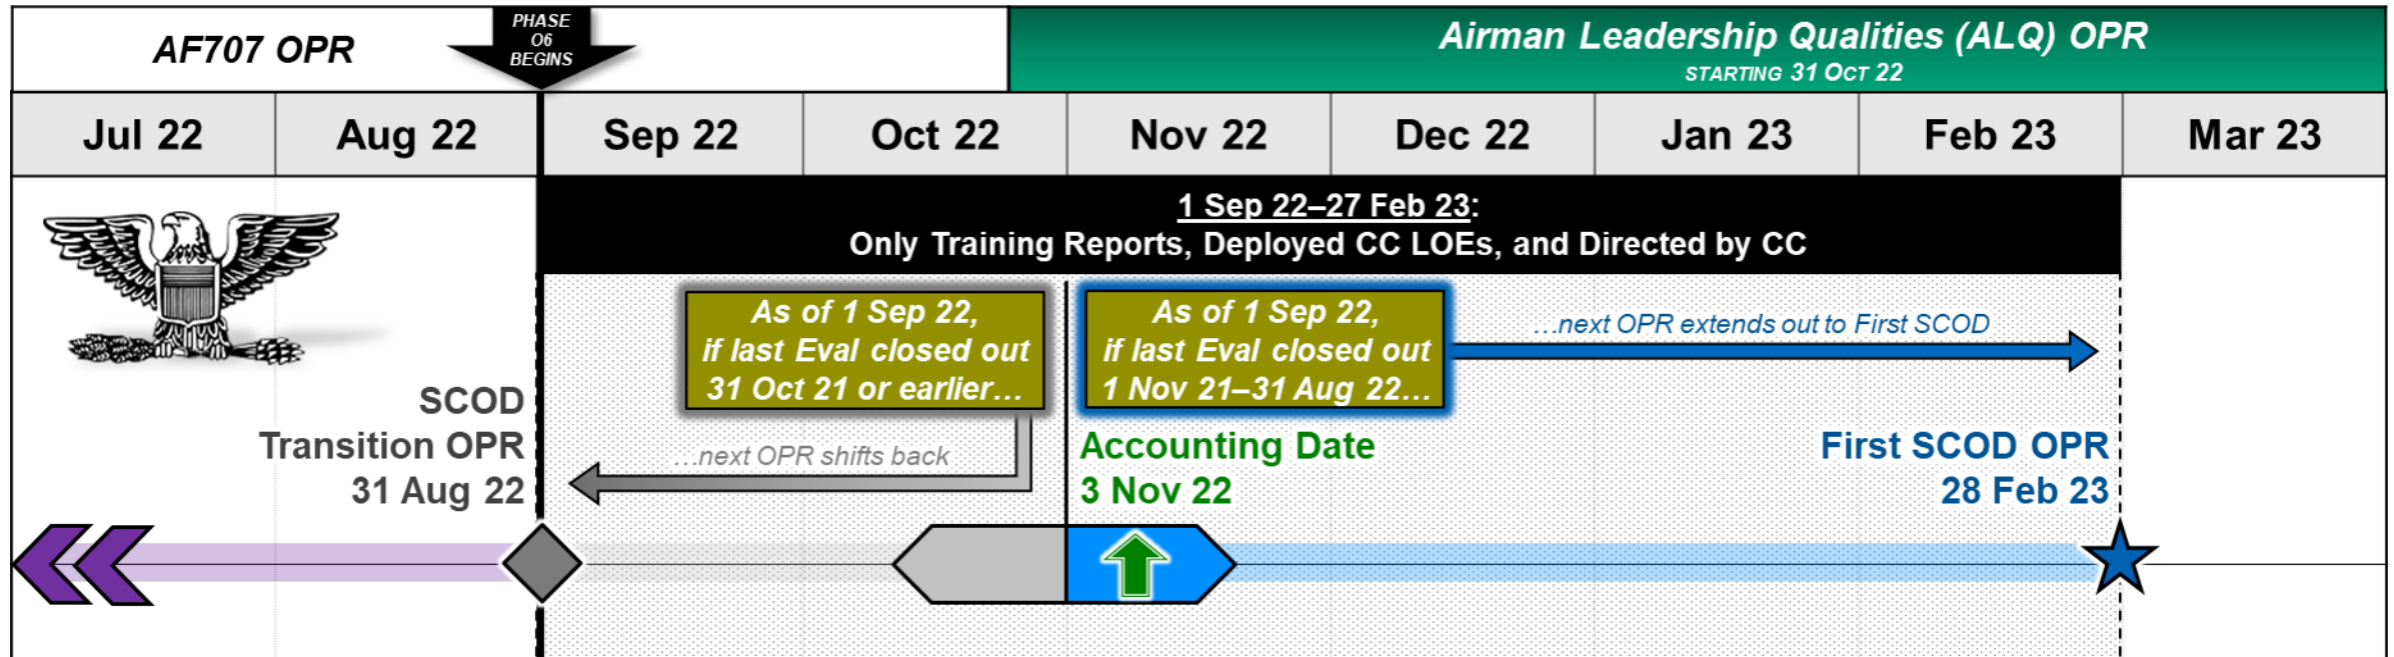 AF707 OPR
PHASE
O6
BEGINS
Airman Leadership Qualities (ALQ) OPR
STARTING 31 OCT 22
Jul 22
Aug 22
Sep 22
Oct 22
Nov 22
Dec 22
Jan 23
Feb 23
Mar 23
1 Sep 22–27 Feb 23:
Only Training Reports, Deployed CC LOEs, and Directed by CC
As of 1 Sep 22,
if last Eval closed out
31 Oct 21 or earlier…
…next OPR shifts back
As of 1 Sep 22,
if last Eval closed out
1 Nov 21–31 Aug 22…
…next OPR extends out to First SCOD
SCOD
Transition OPR
31 Aug 22
Accounting Date
3 Nov 22
First SCOD OPR
28 Feb 23